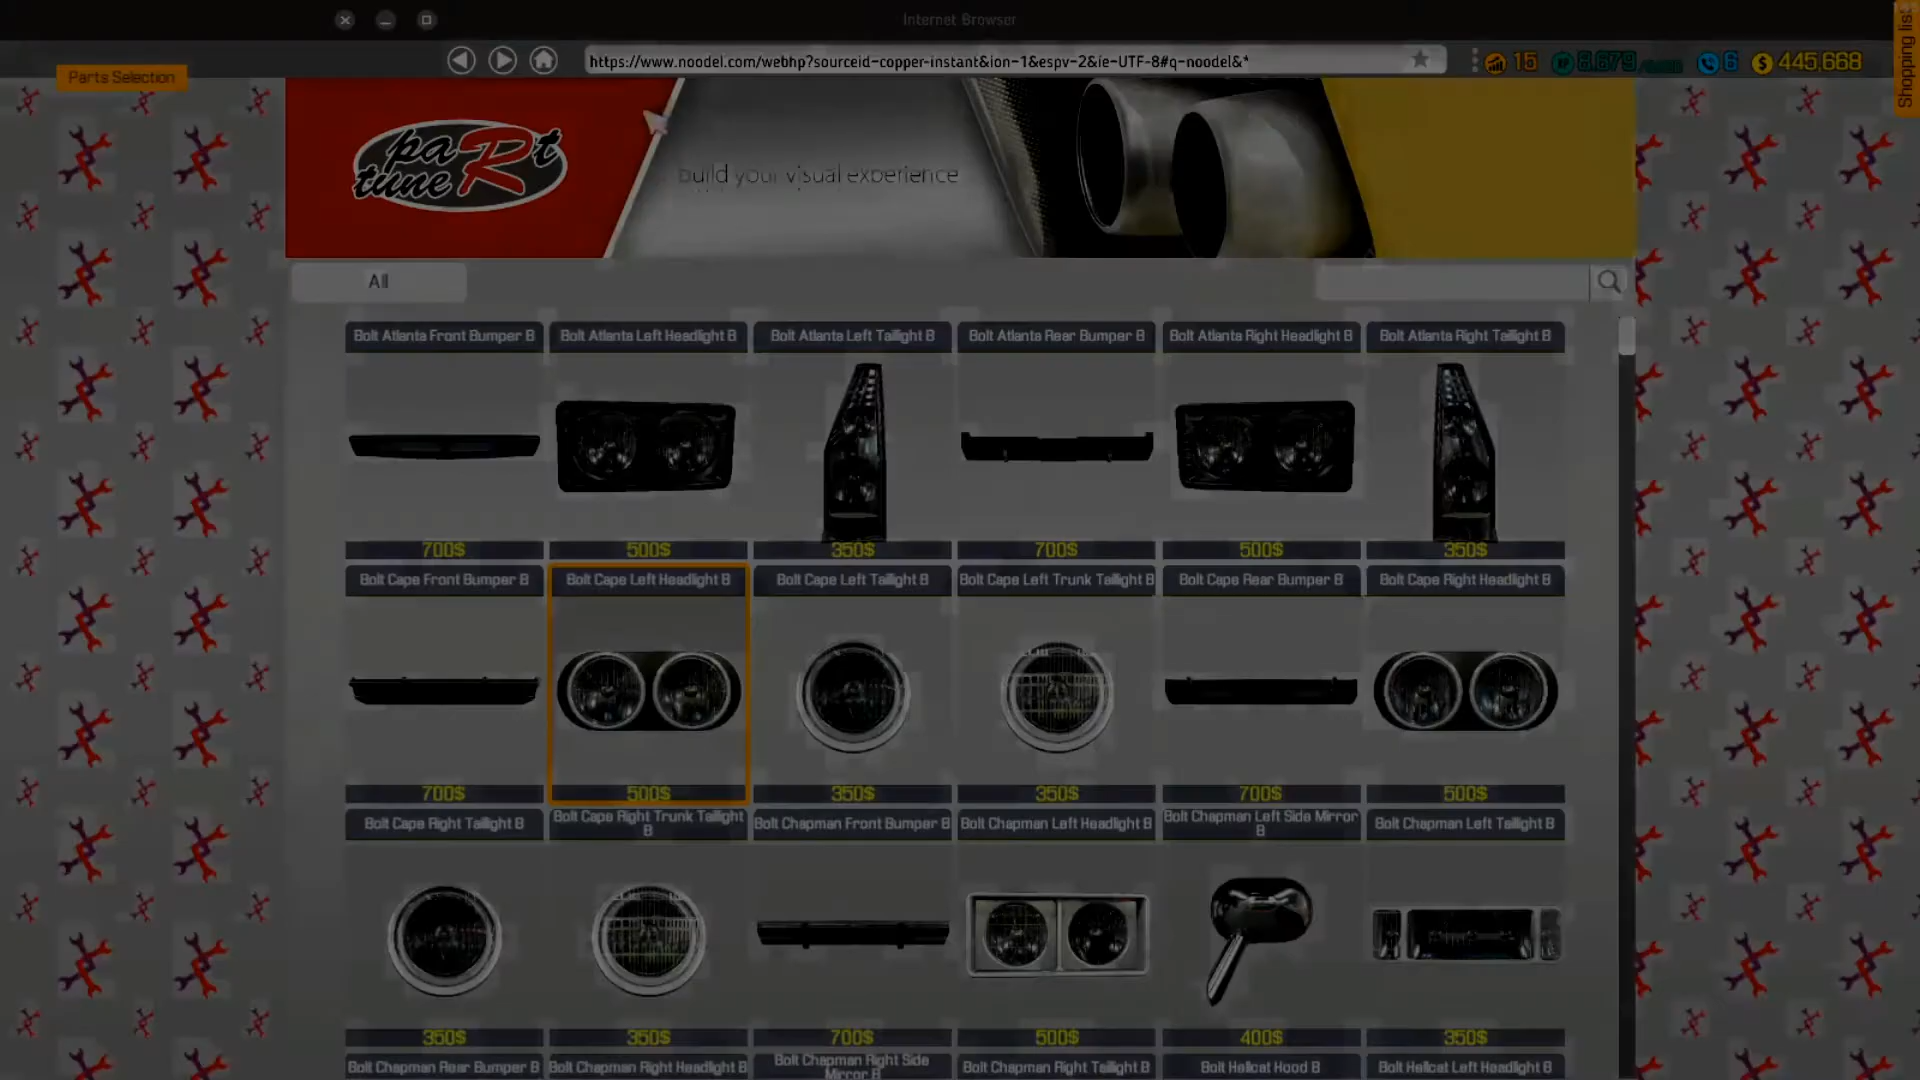 Internet Browser
Shopping list
https://www.noodel.com/webhp?sourceid-copper-instant&ion-1&espv-2&ie-UTF-8#q-noodel&*
15
8,679
6
445,668
Parts Selection
paRt
tune
build your visual experience
All
Bolt Atlanta Front Bumper B
Bolt Atlanta Left Headlight B
Bolt Atlanta Left Taillight B
Bolt Atlanta Rear Bumper B
Bolt Atlanta Right Headlight B
Bolt Atlanta Right Taillight B
700$
500$
350$
700$
500$
350$
Bolt Cape Front Bumper B
Bolt Cape Left Headlight B
Bolt Cape Left Taillight B
Bolt Cape Left Trunk Taillight B
Bolt Cape Rear Bumper B
Bolt Cape Right Headlight B
700$
500$
350$
350$
700$
500$
Bolt Cape Right Taillight B
Bolt Cape Right Trunk Taillight
B
Bolt Chapman Front Bumper B
Bolt Chapman Left Headlight B
Bolt Chapman Left Side Mirror
B
Bolt Chapman Left Taillight B
350$
350$
700$
500$
400$
350$
Bolt Chapman Rear Bumper B
Bolt Chapman Right Headlight B
Bolt Chapman Right Side
Mirror B
Bolt Chapman Right Taillight B
Bolt Hellcat Hood B
Bolt Hellcat Left Headlight B